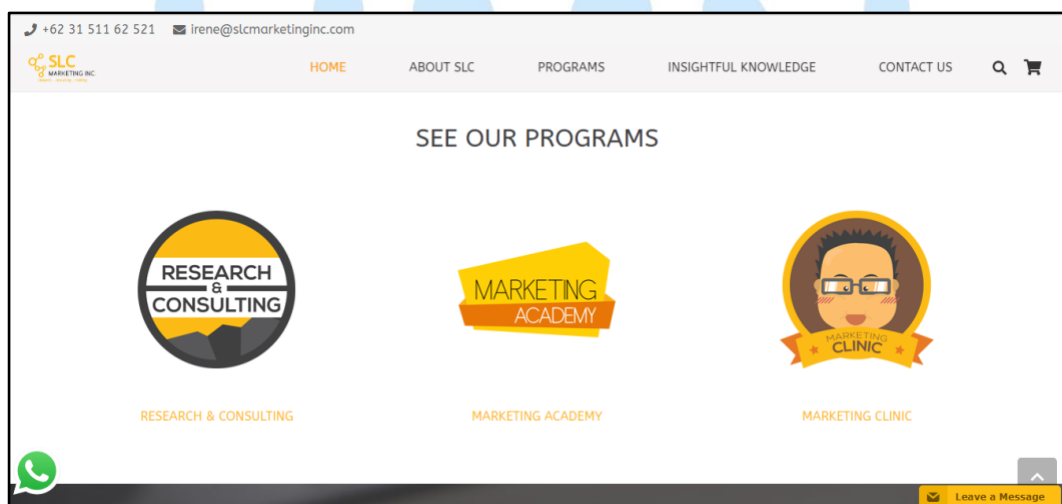 +62 31 511 62 521 irene@slcmarketinginc.com
SLC
MARKETING INC.
HOME ABOUT SLC PROGRAMS INSIGHTFUL KNOWLEDGE CONTACT US
SEE OUR PROGRAMS
RESEARCH
&
CONSULTING
MARKETING
ACADEMY
MARKETING
CLINIC
RESEARCH & CONSULTING MARKETING ACADEMY MARKETING CLINIC
Leave a Message